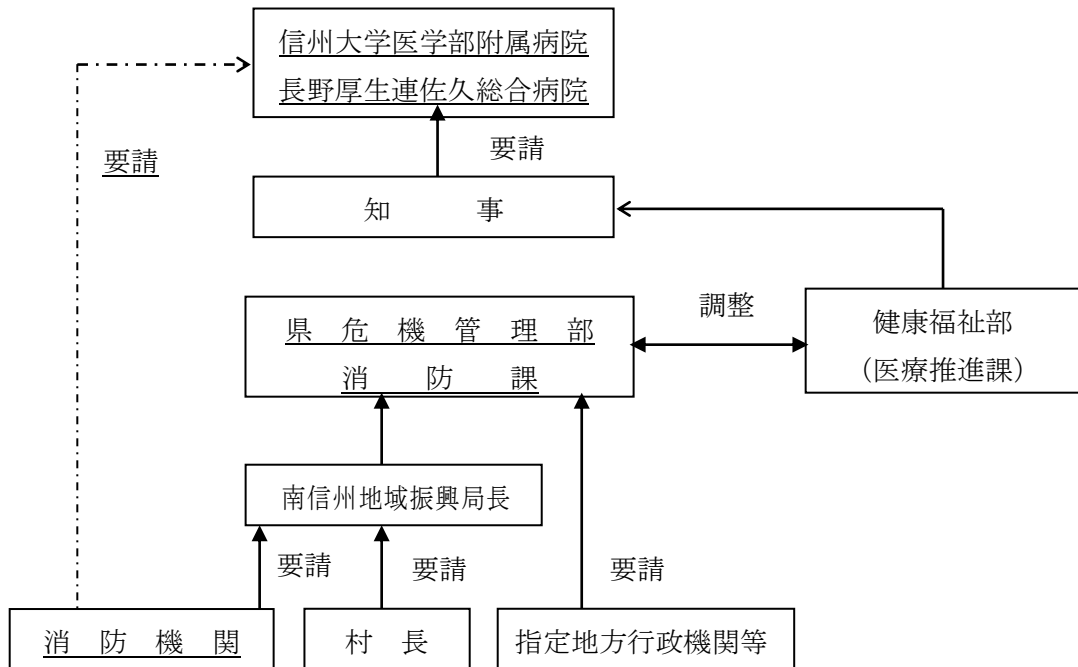 信州大学医学部附属病院
長野厚生連佐久総合病院
要請
要請
知　　事
県　危　機　管　理　部
消　　防　　課
調整
健康福祉部
（医療推進課）
南信州地域振興局長
要請
要請
要請
消　防　機　関
村　長
指定地方行政機関等